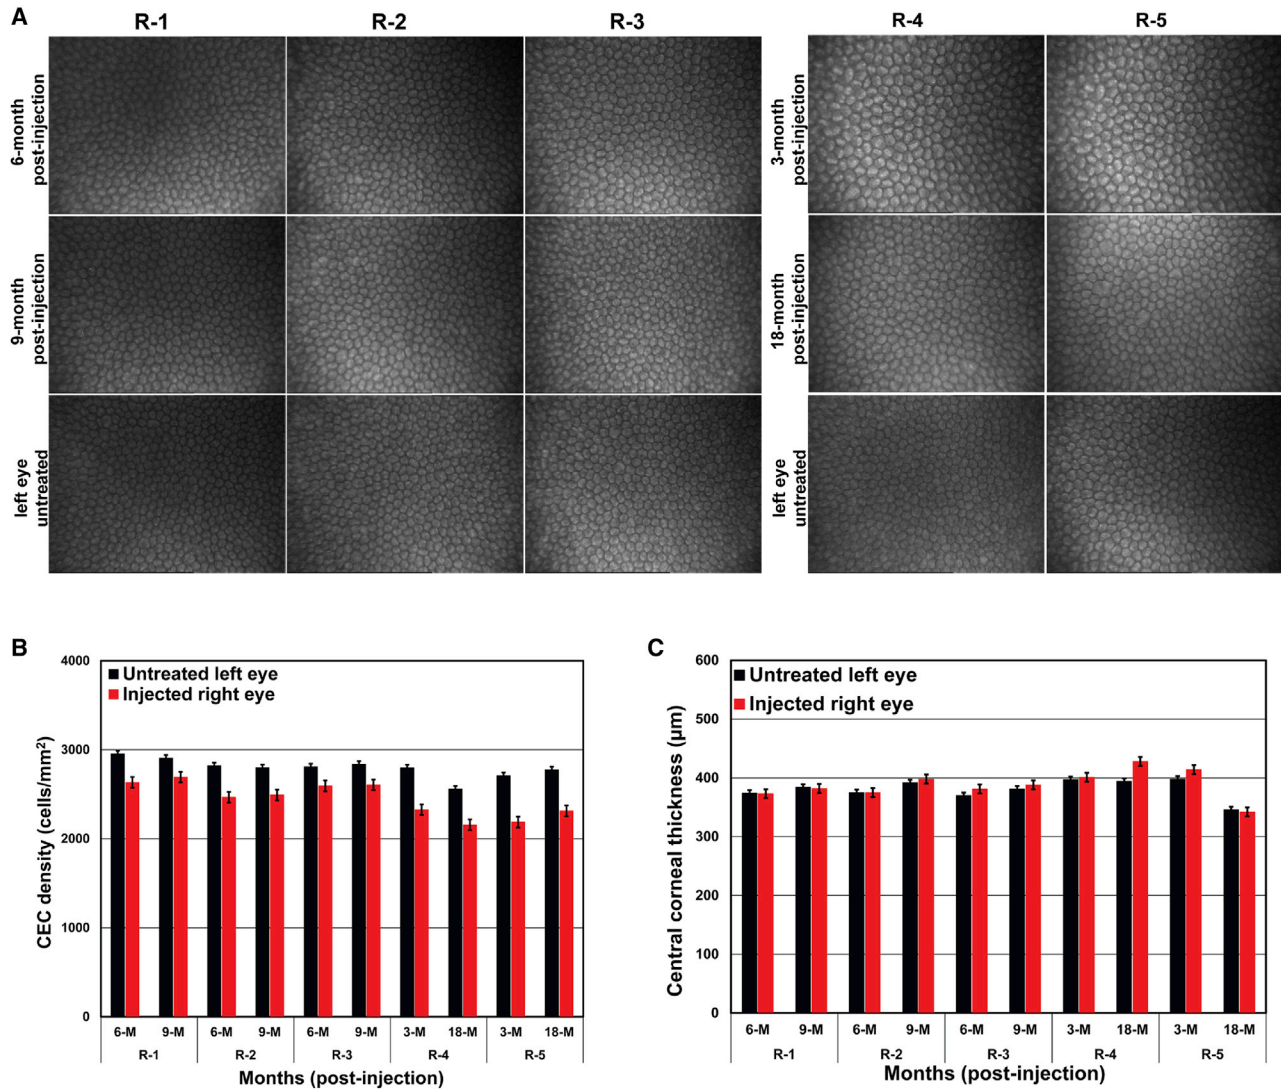 A
R-1 R-2 R-3 R-4 R-5
6-month
post-injection
3-month
post-injection
9-month
post-injection
18-month
post-injection
left eye
untreated
left eye
untreated
B
Untreated left eye
Injected right eye
CEC density (cells/mm²)
4000
3000
2000
1000
0
6-M 9-M 6-M 9-M 6-M 9-M 3-M 18-M 3-M 18-M
R-1 R-2 R-3 R-4 R-5
Months (post-injection)
C
Untreated left eye
Injected right eye
Central corneal thickness (µm)
600
500
400
300
200
100
0
6-M 9-M 6-M 9-M 6-M 9-M 3-M 18-M 3-M 18-M
R-1 R-2 R-3 R-4 R-5
Months (post-injection)